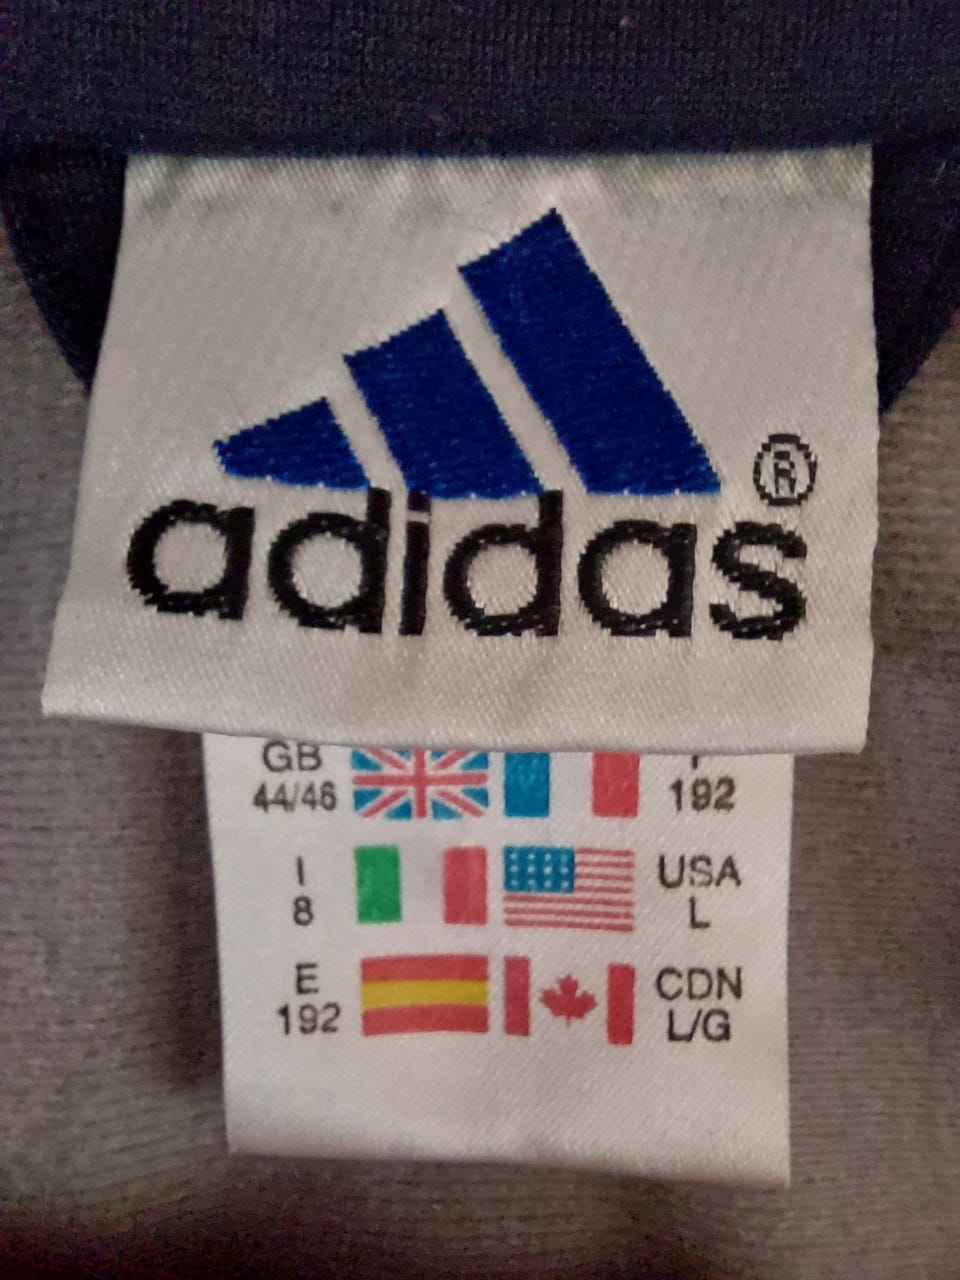 adidas®
GB
44/46
192
I
8
USA
L
E
192
CDN
L/G